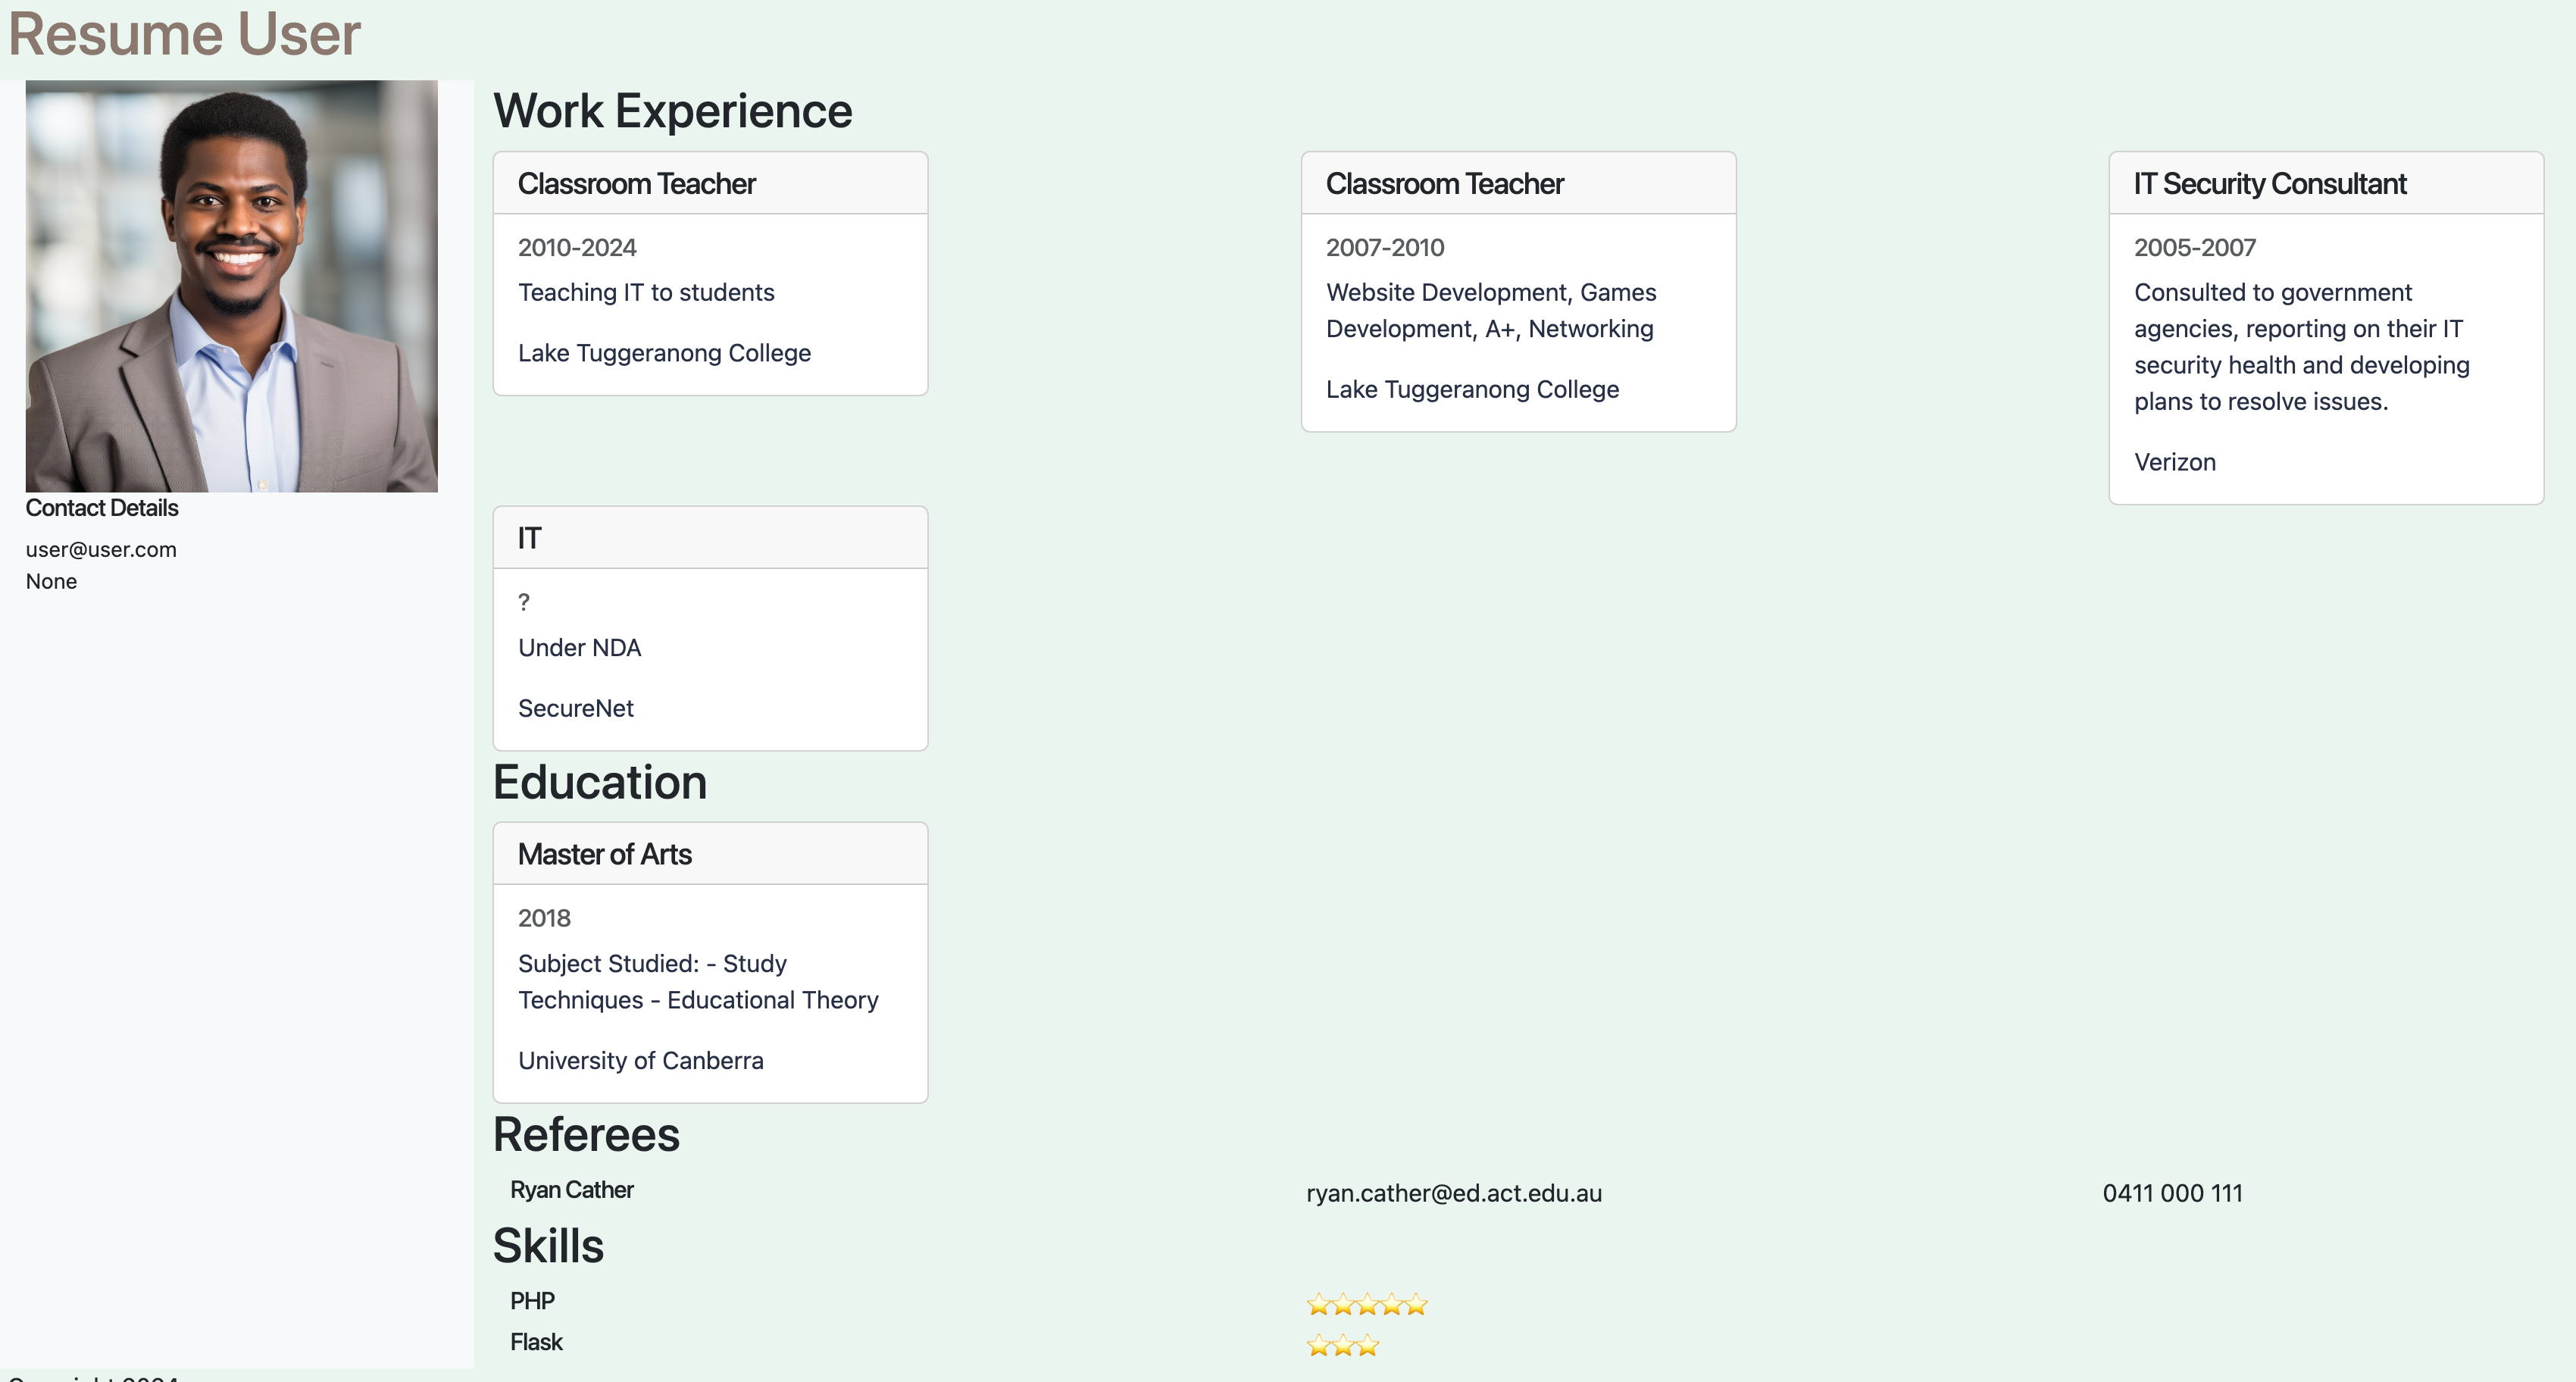 Resume User
Contact Details
user@user.com
None
Work Experience
Classroom Teacher
2010-2024
Teaching IT to students
Lake Tuggeranong College
Classroom Teacher
2007-2010
Website Development, Games
Development, A+, Networking
Lake Tuggeranong College
IT Security Consultant
2005-2007
Consulted to government
agencies, reporting on their IT
security health and developing
plans to resolve issues.
Verizon
IT
?
Under NDA
SecureNet
Education
Master of Arts
2018
Subject Studied: - Study
Techniques - Educational Theory
University of Canberra
Referees
Ryan Cather ryan.cather@ed.act.edu.au 0411 000 111
Skills
PHP ⭐⭐⭐⭐⭐
Flask ⭐⭐⭐